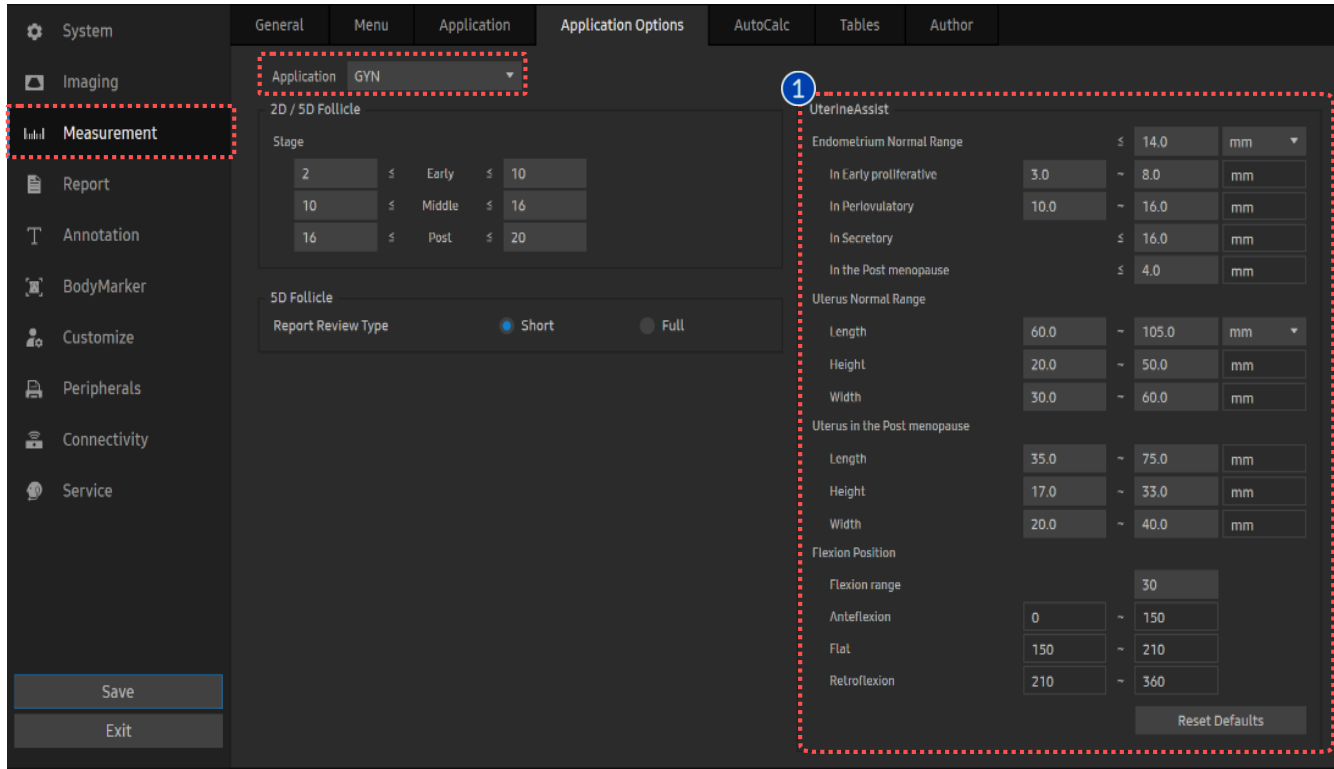 System
Imaging
Measurement
Report
Annotation
BodyMarker
Customize
Peripherals
Connectivity
Service
Save
Exit
General Menu Application Application Options AutoCalc Tables Author
Application GYN
2D / 5D Follicle
Stage
2 ≤ Early ≤ 10
10 ≤ Middle ≤ 16
16 ≤ Post ≤ 20
5D Follicle
Report Review Type Short Full
1
UterineAssist
Endometrium Normal Range ≤ 14.0 mm
In Early proliferative 3.0 ~ 8.0 mm
In Periovulatory 10.0 ~ 16.0 mm
In Secretory ≤ 16.0 mm
In the Post menopause ≤ 4.0 mm
Uterus Normal Range
Length 60.0 ~ 105.0 mm
Height 20.0 ~ 50.0 mm
Width 30.0 ~ 60.0 mm
Uterus in the Post menopause
Length 35.0 ~ 75.0 mm
Height 17.0 ~ 33.0 mm
Width 20.0 ~ 40.0 mm
Flexion Position
Flexion range 30
Anteflexion 0 ~ 150
Flat 150 ~ 210
Retroflexion 210 ~ 360
Reset Defaults